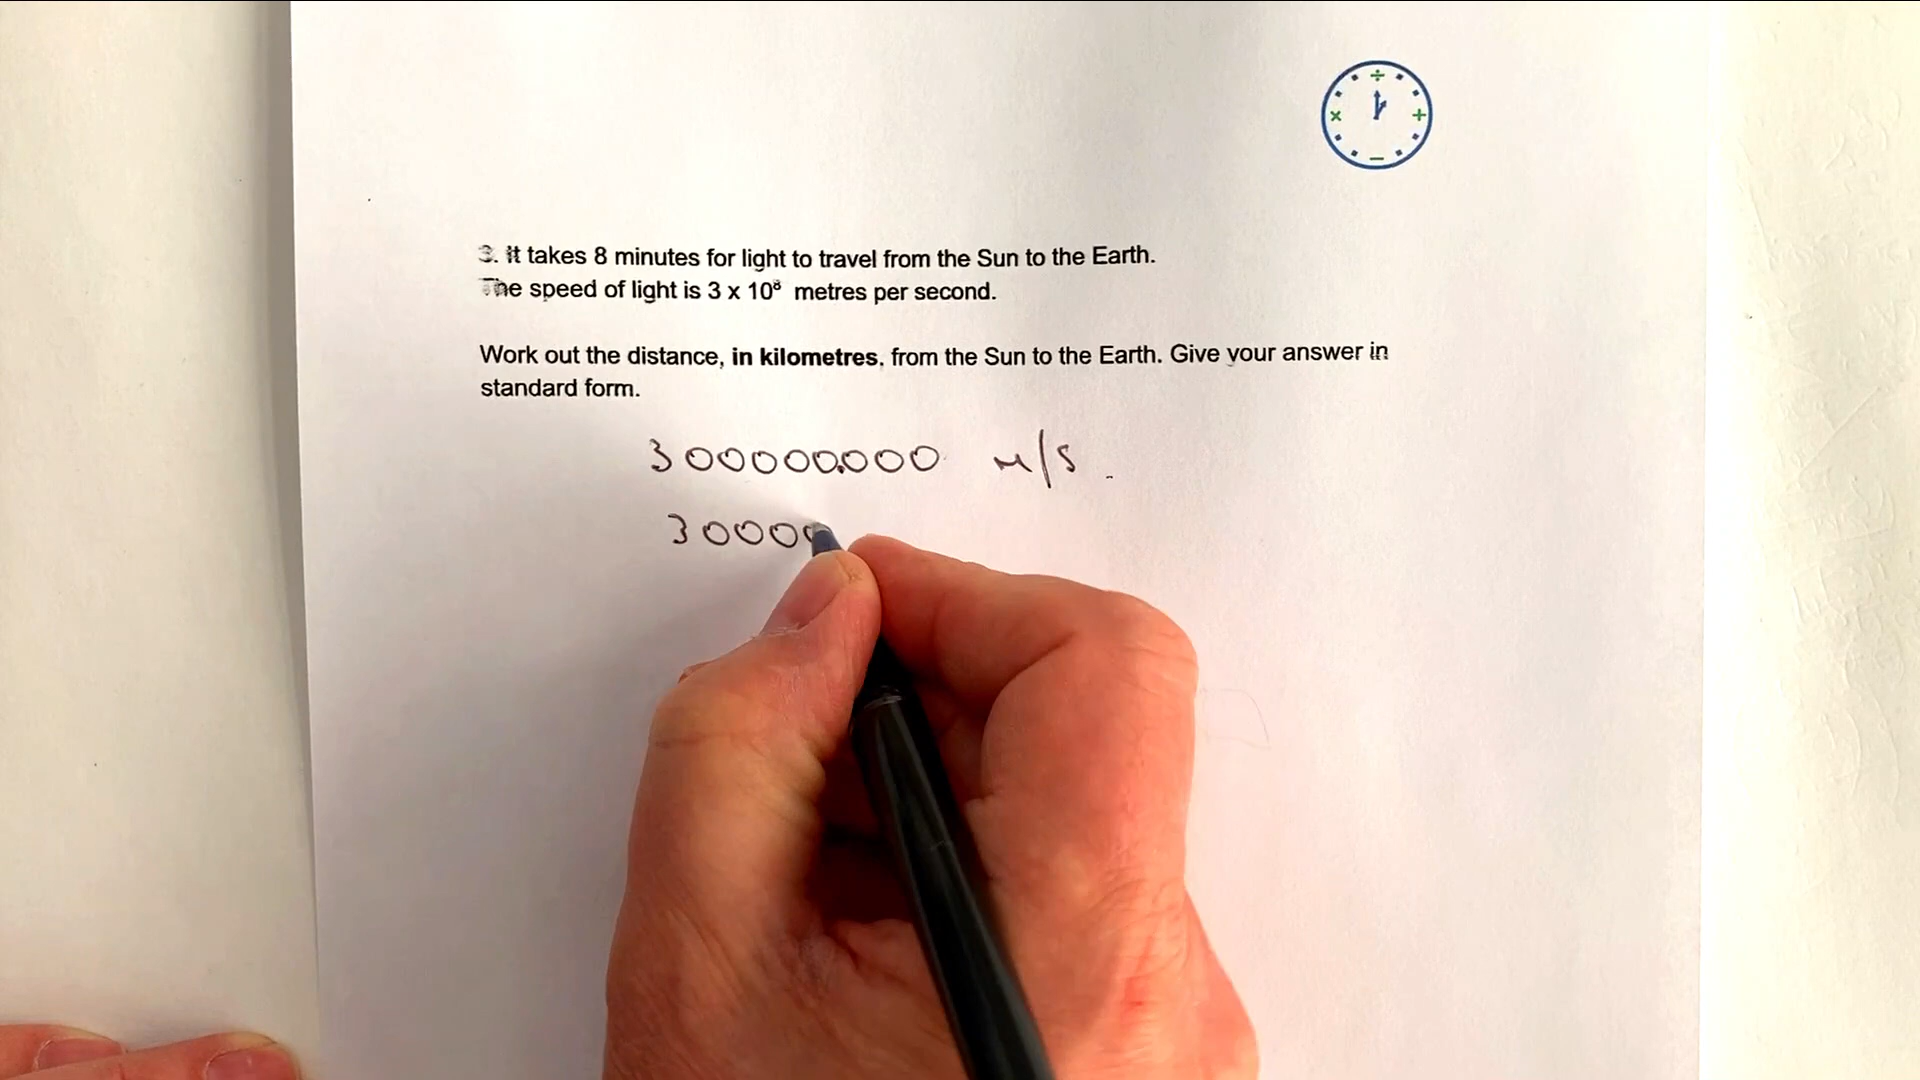 3. It takes 8 minutes for light to travel from the Sun to the Earth.
The speed of light is 3 x 10⁸ metres per second.
Work out the distance, in kilometres, from the Sun to the Earth. Give your answer in
standard form.
300000.000 m/s.
30000